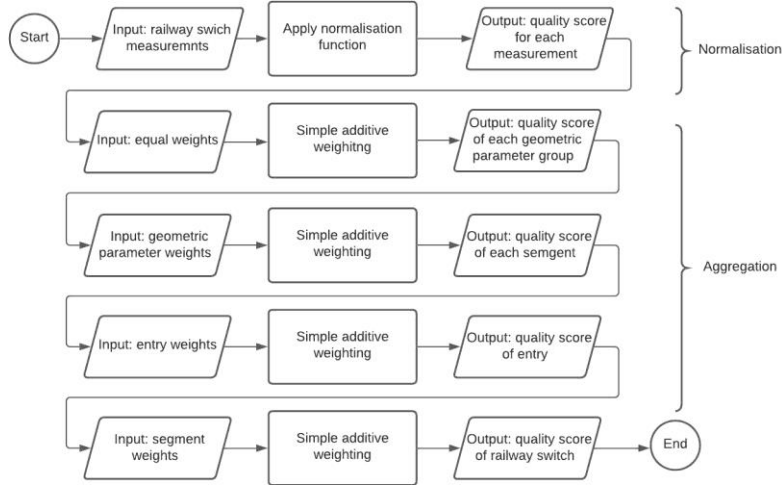 Start
Input: railway swich
measuremnts
Apply normalisation
function
Output: quality score
for each
measurement
Normalisation
Input: equal weights
Simple additive
weighitng
Output: quality score
of each geometric
parameter group
Input: geometric
parameter weights
Simple additive
weighting
Output: quality score
of each semgent
Aggregation
Input: entry weights
Simple additive
weighting
Output: quality score
of entry
Input: segment
weights
Simple additive
weighting
Output: quality score
of railway switch
End